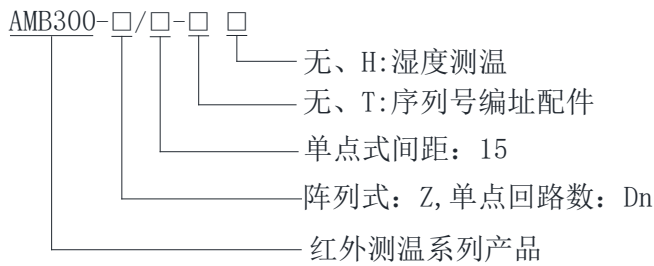 AMB300-□/□-□ □
无、H:湿度测温
无、T:序列号编址配件
单点式间距：15
阵列式：Z,单点回路数：Dn
红外测温系列产品